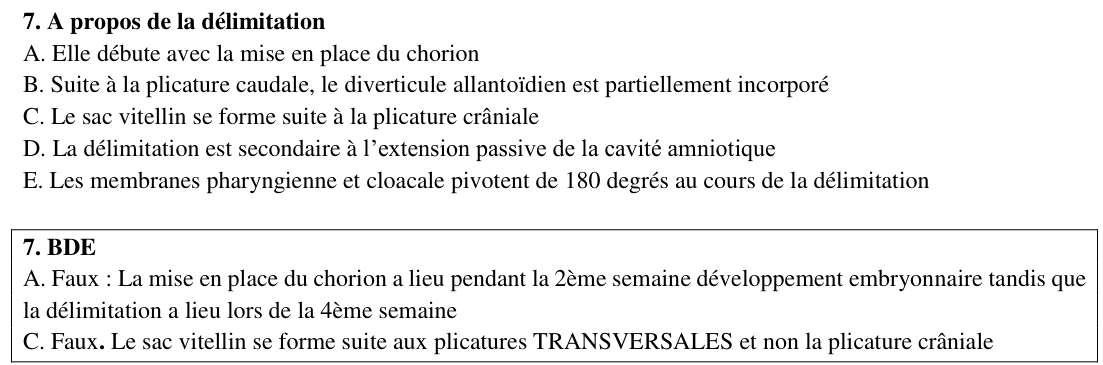 7. A propos de la délimitation
A. Elle débute avec la mise en place du chorion
B. Suite à la plicature caudale, le diverticule allantoïdien est partiellement incorporé
C. Le sac vitellin se forme suite à la plicature crâniale
D. La délimitation est secondaire à l'extension passive de la cavité amniotique
E. Les membranes pharyngienne et cloacale pivotent de 180 degrés au cours de la délimitation
7. BDE
A. Faux : La mise en place du chorion a lieu pendant la 2ème semaine développement embryonnaire tandis que
la délimitation a lieu lors de la 4ème semaine
C. Faux. Le sac vitellin se forme suite aux plicatures TRANSVERSALES et non la plicature crâniale